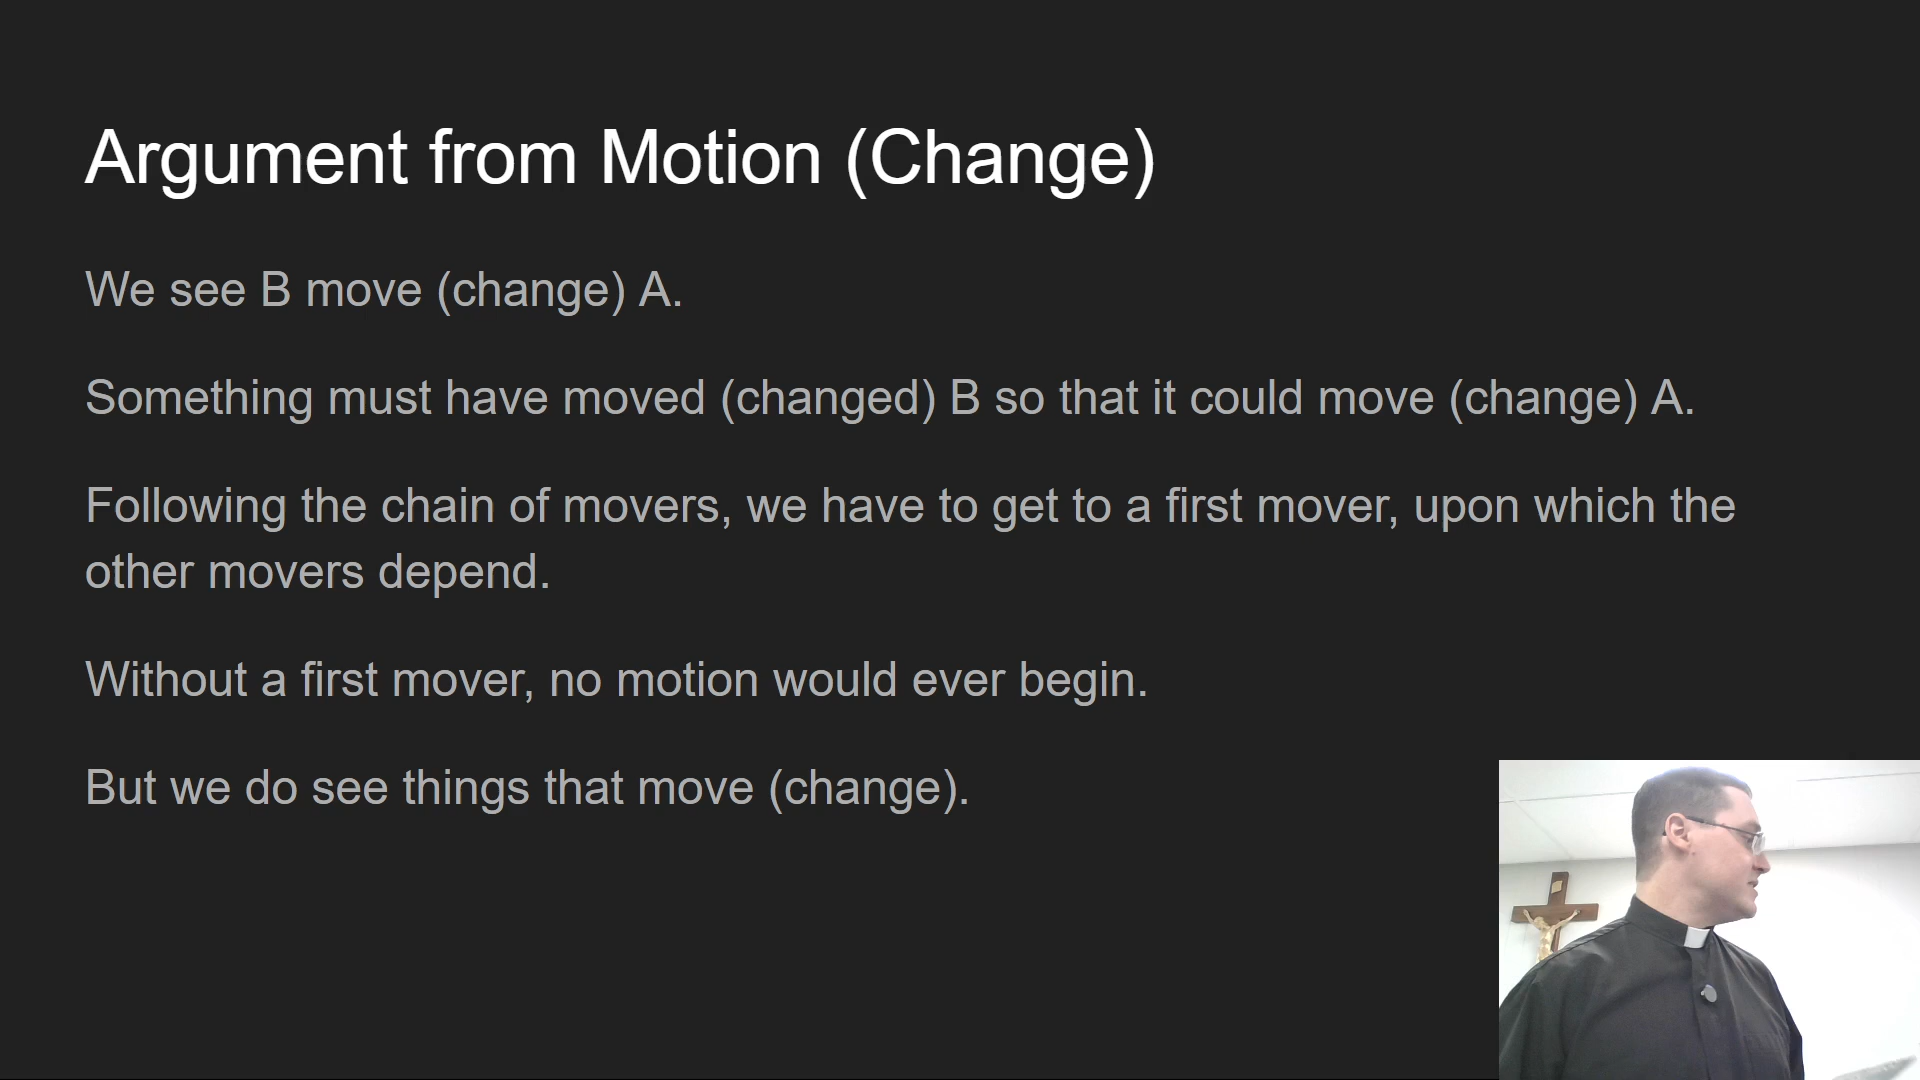 Argument from Motion (Change)
We see B move (change) A.
Something must have moved (changed) B so that it could move (change) A.
Following the chain of movers, we have to get to a first mover, upon which the
other movers depend.
Without a first mover, no motion would ever begin.
But we do see things that move (change).